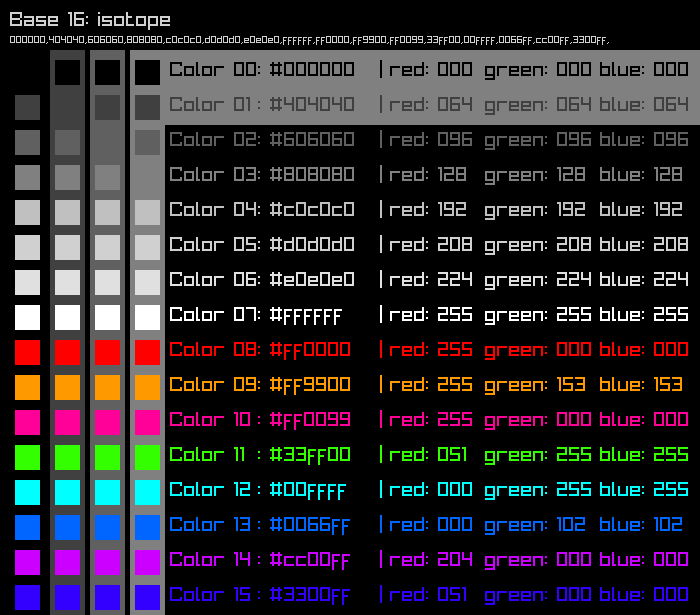 Base 16: isotope
000000,404040,606060,808080,c0c0c0,d0d0d0,e0e0e0,ffffff,ff0000,ff9900,ff0099,33ff00,00ffff,0066ff,cc00ff,3300ff,
Color 00: #000000 | red: 000 green: 000 blue: 000
Color 01 : #404040 | red: 064 green: 064 blue: 064
Color 02: #606060 | red: 096 green: 096 blue: 096
Color 03: #808080 | red: 128 green: 128 blue: 128
Color 04: #c0c0c0 | red: 192 green: 192 blue: 192
Color 05: #d0d0d0 | red: 208 green: 208 blue: 208
Color 06: #e0e0e0 | red: 224 green: 224 blue: 224
Color 07: #ffffff | red: 255 green: 255 blue: 255
Color 08: #ff0000 | red: 255 green: 000 blue: 000
Color 09: #ff9900 | red: 255 green: 153 blue: 153
Color 10 : #ff0099 | red: 255 green: 000 blue: 000
Color 11 : #33ff00 | red: 051 green: 255 blue: 255
Color 12 : #00ffff | red: 000 green: 255 blue: 255
Color 13 : #0066ff | red: 000 green: 102 blue: 102
Color 14 : #cc00ff | red: 204 green: 000 blue: 000
Color 15 : #3300ff | red: 051 green: 000 blue: 000